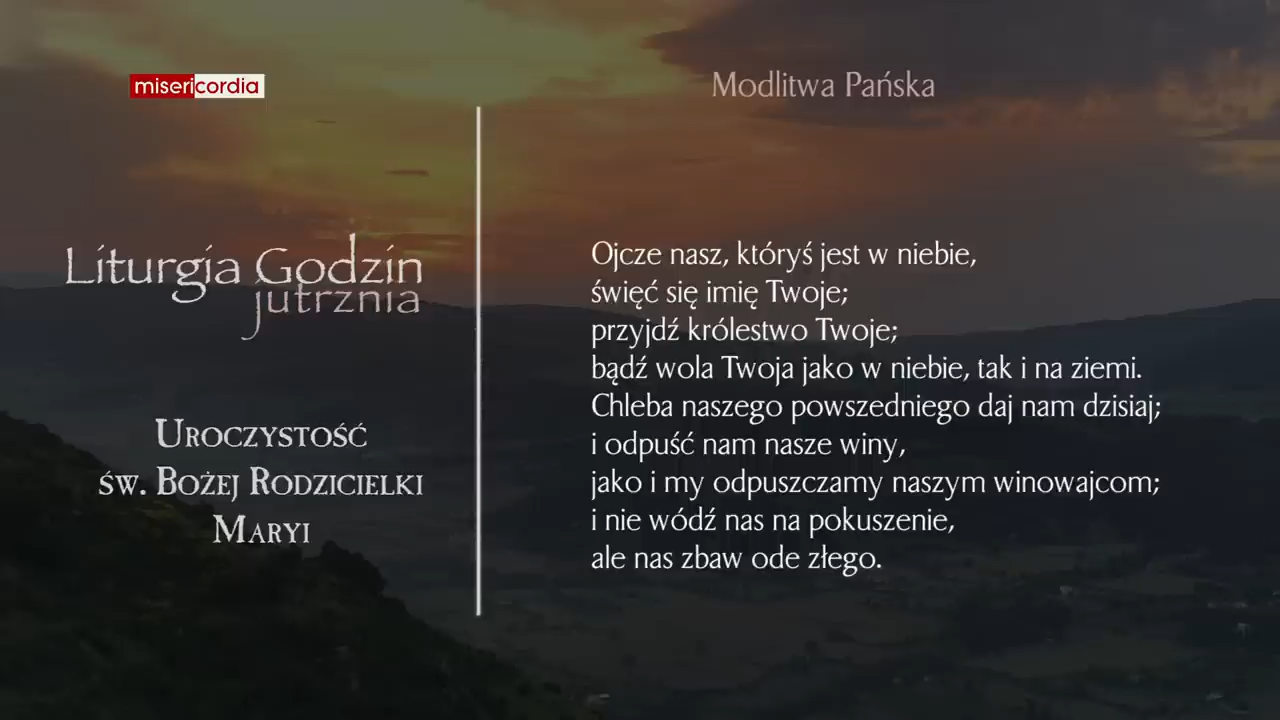 misericordia
Modlitwa Pańska
Liturgia Godzin
jutrznia
Uroczystość
św. Bożej Rodzicielki
Maryi
Ojcze nasz, któryś jest w niebie,
święć się imię Twoje;
przyjdź królestwo Twoje;
bądź wola Twoja jako w niebie, tak i na ziemi.
Chleba naszego powszedniego daj nam dzisiaj;
i odpuść nam nasze winy,
jako i my odpuszczamy naszym winowajcom;
i nie wódź nas na pokuszenie,
ale nas zbaw ode złego.